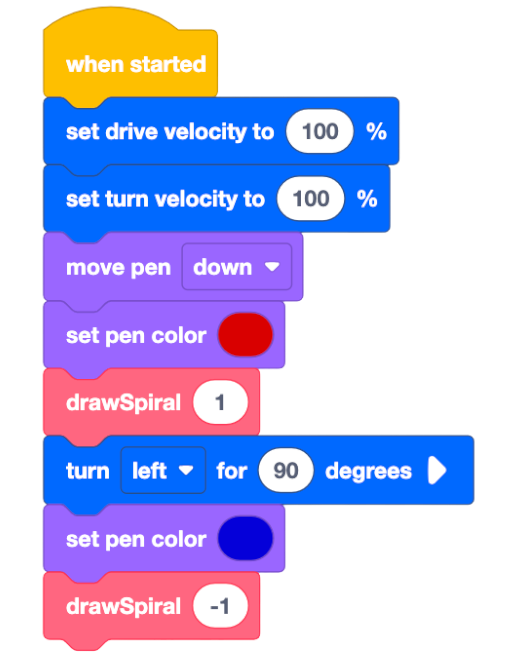 when started
set drive velocity to 100 %
set turn velocity to 100 %
move pen down
set pen color
drawSpiral 1
turn left for 90 degrees
set pen color
drawSpiral -1